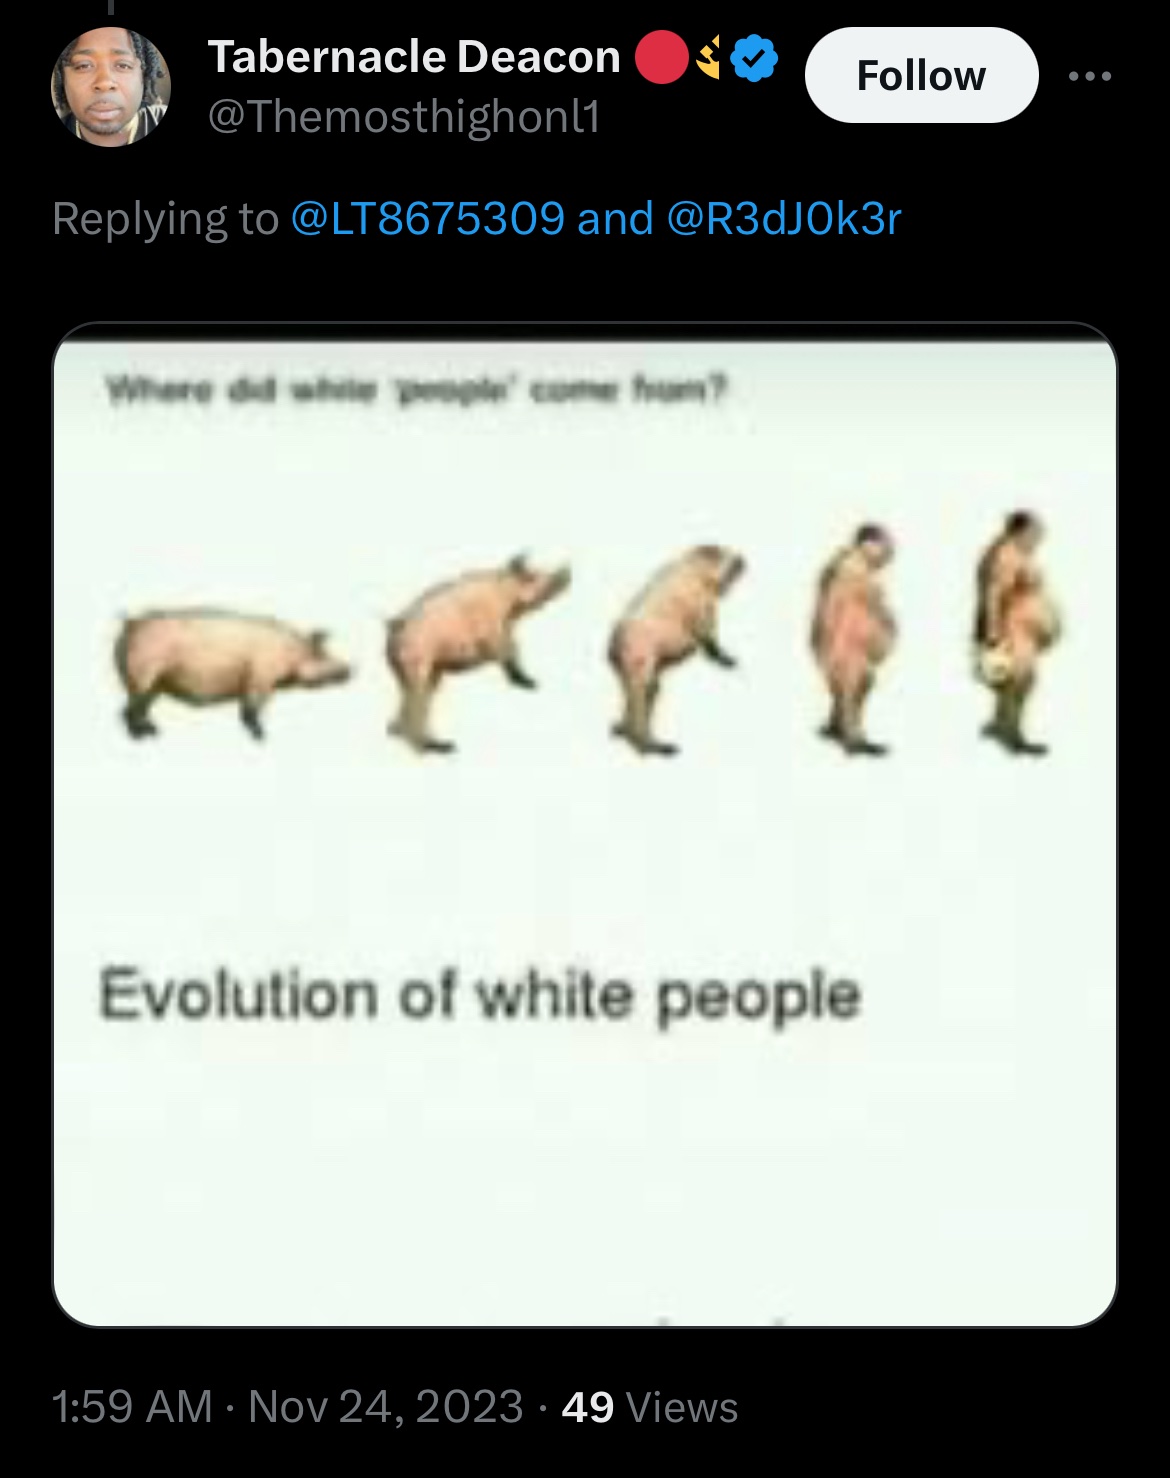 Tabernacle Deacon
Follow
@Themosthighonl1
Replying to @LT8675309 and @R3dJ0k3r
Where did white 'people' come from?
Evolution of white people
1:59 AM · Nov 24, 2023 · 49 Views